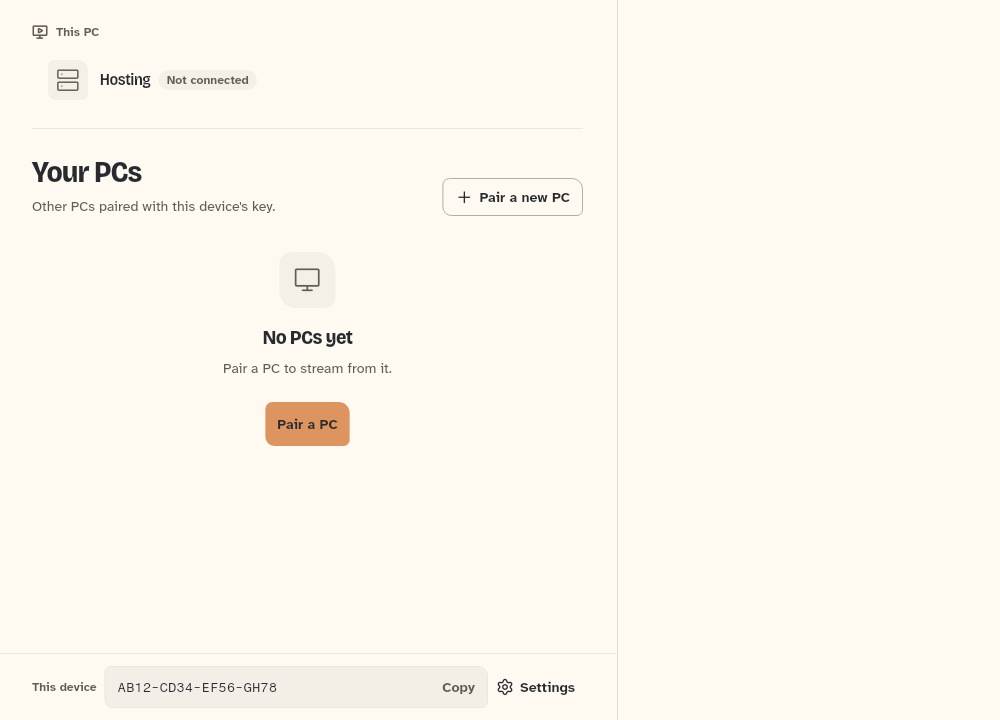 This PC
Hosting Not connected
Your PCs
Other PCs paired with this device's key.
Pair a new PC
No PCs yet
Pair a PC to stream from it.
Pair a PC
This device AB12-CD34-EF56-GH78 Copy Settings